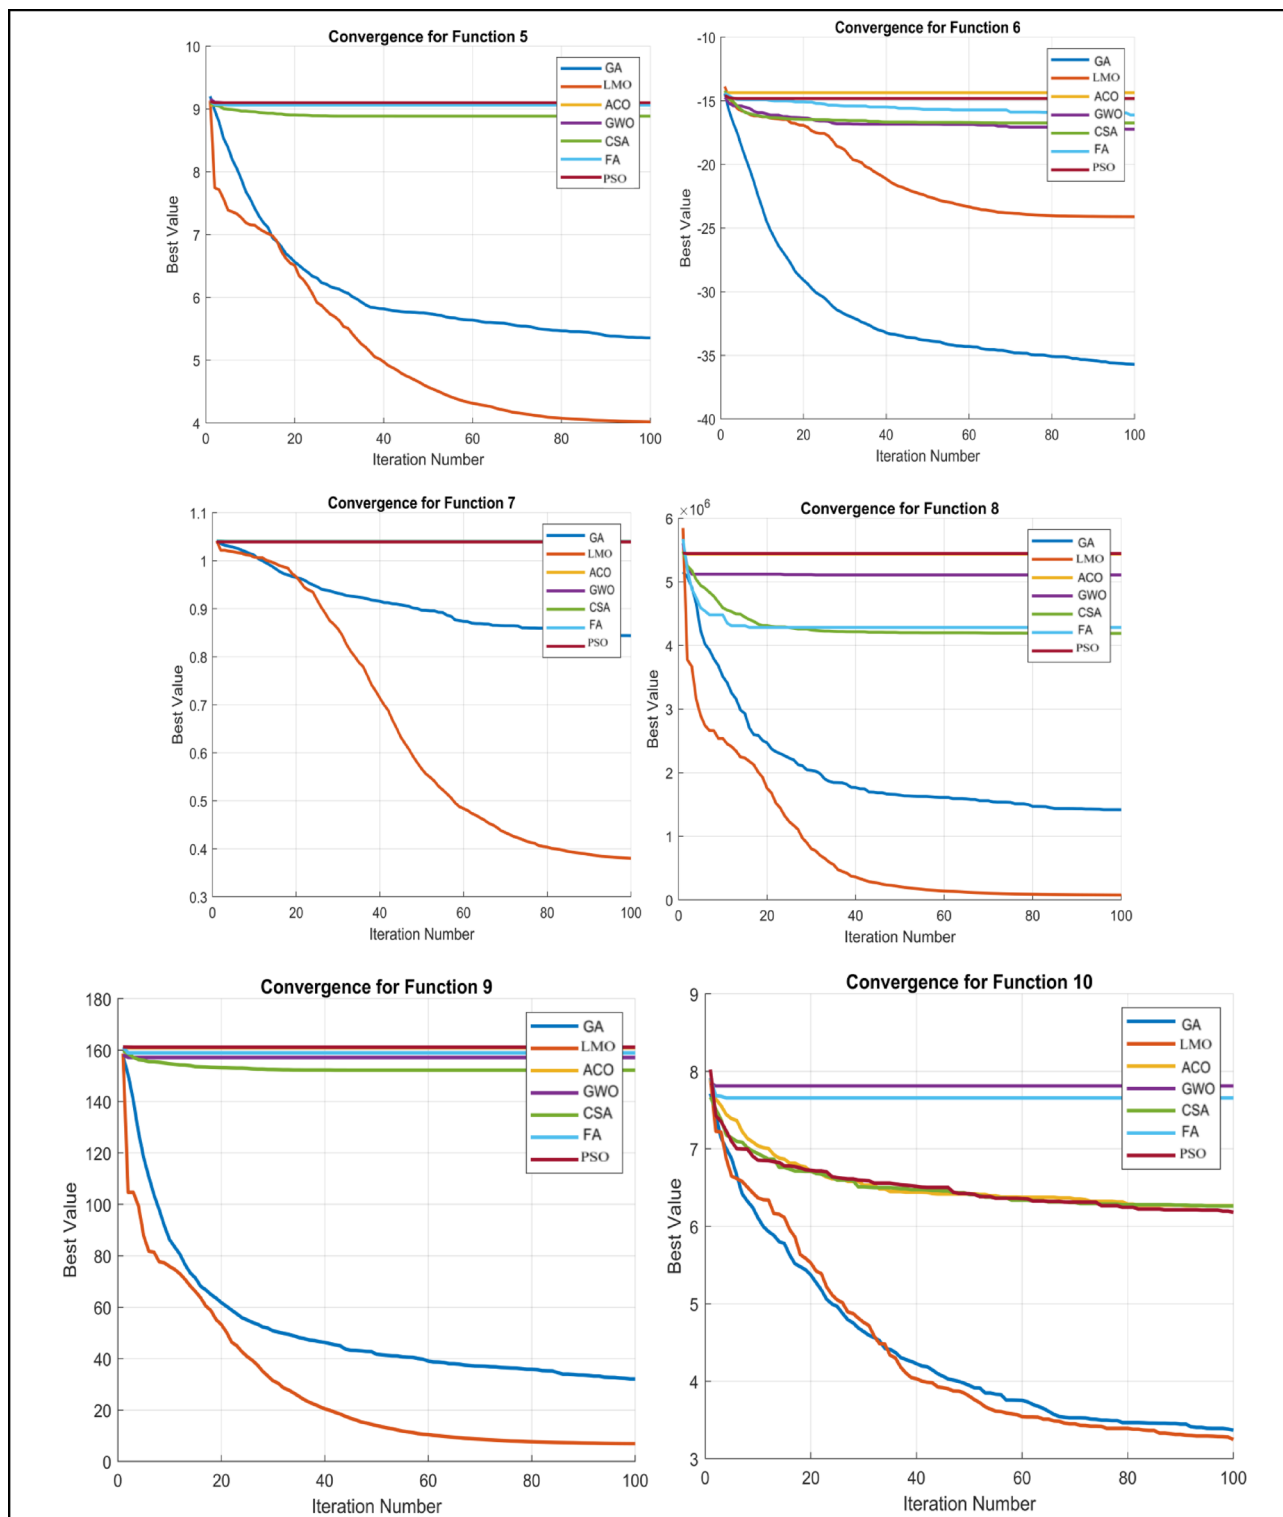 Convergence for Function 5
10
9
8
7
6
5
4
0
20
40
60
80
100
Best Value
Iteration Number
GA
LMO
ACO
GWO
CSA
FA
PSO
Convergence for Function 6
-10
-15
-20
-25
-30
-35
-40
0
20
40
60
80
100
Best Value
Iteration Number
GA
LMO
ACO
GWO
CSA
FA
PSO
Convergence for Function 7
1.1
1
0.9
0.8
0.7
0.6
0.5
0.4
0.3
0
20
40
60
80
100
Best Value
Iteration Number
GA
LMO
ACO
GWO
CSA
FA
PSO
Convergence for Function 8
×10⁶
6
5
4
3
2
1
0
0
20
40
60
80
100
Best Value
Iteration Number
GA
LMO
ACO
GWO
CSA
FA
PSO
Convergence for Function 9
180
160
140
120
100
80
60
40
20
0
0
20
40
60
80
100
Best Value
Iteration Number
GA
LMO
ACO
GWO
CSA
FA
PSO
Convergence for Function 10
9
8
7
6
5
4
3
0
20
40
60
80
100
Best Value
Iteration Number
GA
LMO
ACO
GWO
CSA
FA
PSO